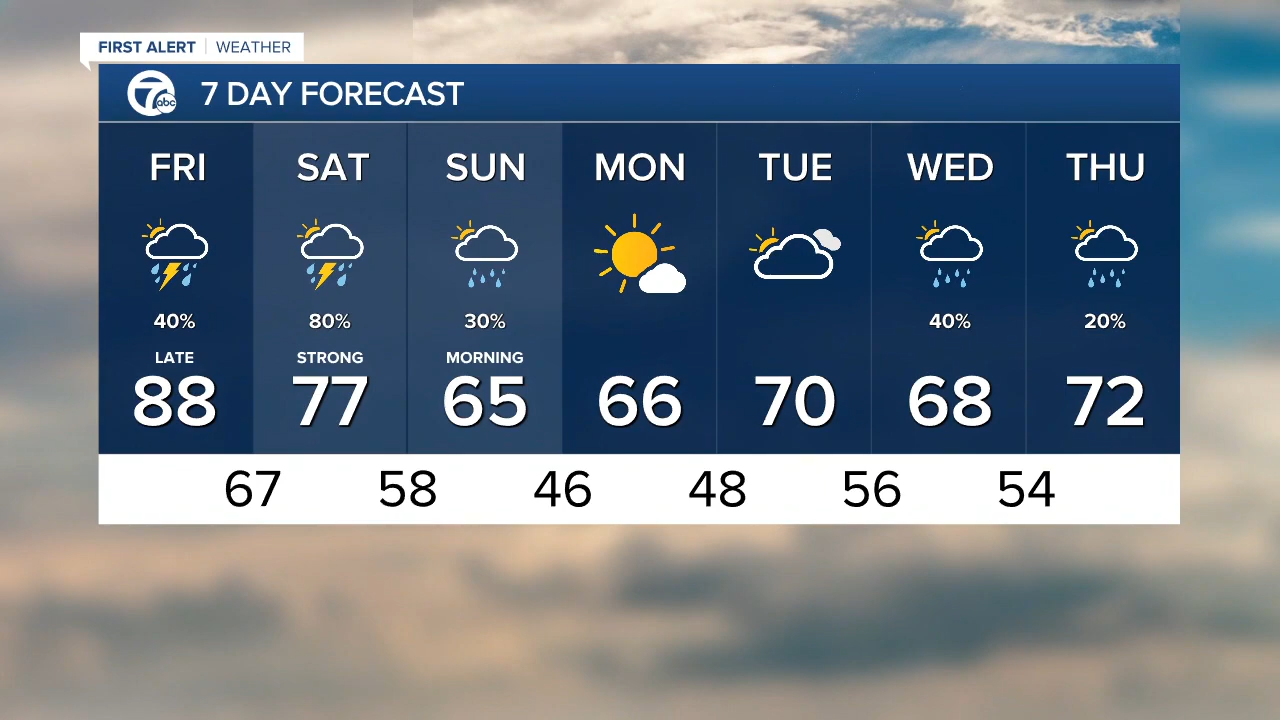 FIRST ALERT | WEATHER
7 abc 7 DAY FORECAST
FRI SAT SUN MON TUE WED THU
40% 80% 30% 40% 20%
LATE STRONG MORNING
88 77 65 66 70 68 72
67 58 46 48 56 54